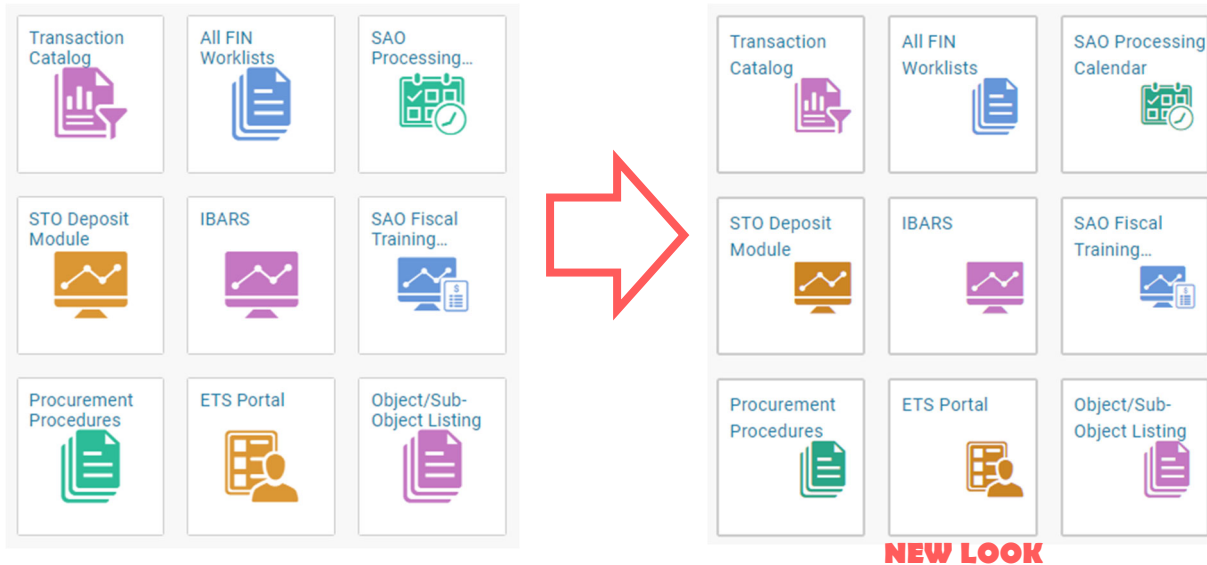 Transaction
Catalog
All FIN
Worklists
SAO
Processing...
STO Deposit
Module
IBARS
SAO Fiscal
Training...
$
Procurement
Procedures
ETS Portal
Object/Sub-
Object Listing
Transaction
Catalog
All FIN
Worklists
SAO Processing
Calendar
STO Deposit
Module
IBARS
SAO Fiscal
Training...
$
Procurement
Procedures
ETS Portal
Object/Sub-
Object Listing
NEW LOOK